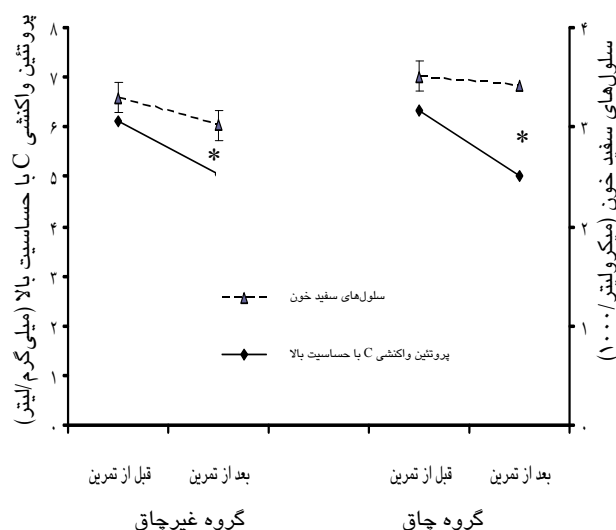 پروتئین واکنشی C با حساسیت بالا (میلی‌گرم/لیتر)
۸
۷
۶
۵
۴
۳
۲
۱
۰
سلول‌های سفید خون (میکرولیتر/۱۰۰۰)
۴
۳
۲
۱
۰
*
*
سلول‌های سفید خون
پروتئین واکنشی C با حساسیت بالا
قبل از تمرین
بعد از تمرین
قبل از تمرین
بعد از تمرین
گروه غیرچاق
گروه چاق